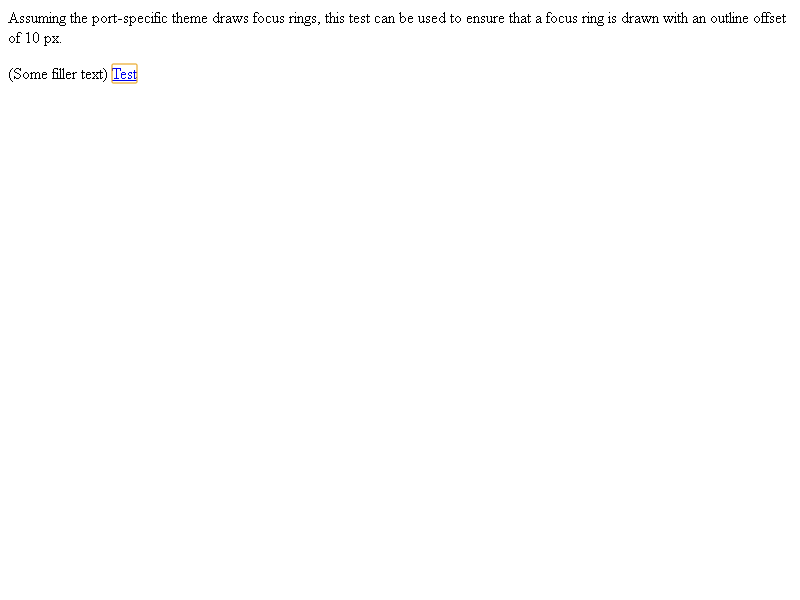 Assuming the port-specific theme draws focus rings, this test can be used to ensure that a focus ring is drawn with an outline offset
of 10 px.
(Some filler text) Test